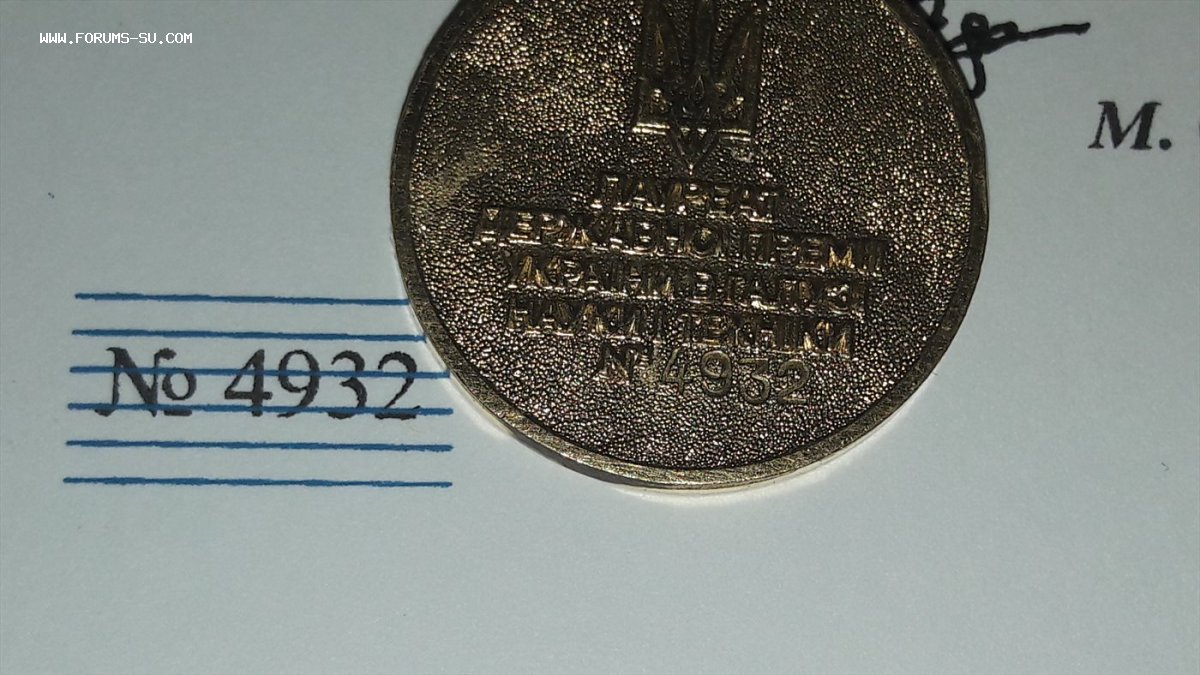 WWW.FORUMS-SU.COM
М.
ЛАУРЕАТ
ДЕРЖАВНОЇ ПРЕМІЇ
УКРАЇНИ В ГАЛУЗІ
НАУКИ І ТЕХНІКИ
№ 4932
№ 4932